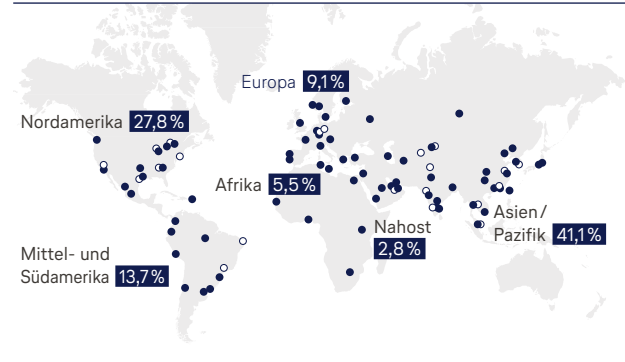 Europa 9,1 %
Nordamerika 27,8 %
Afrika 5,5 %
Nahost
2,8 %
Asien /
Pazifik 41,1 %
Mittel- und
Südamerika 13,7 %